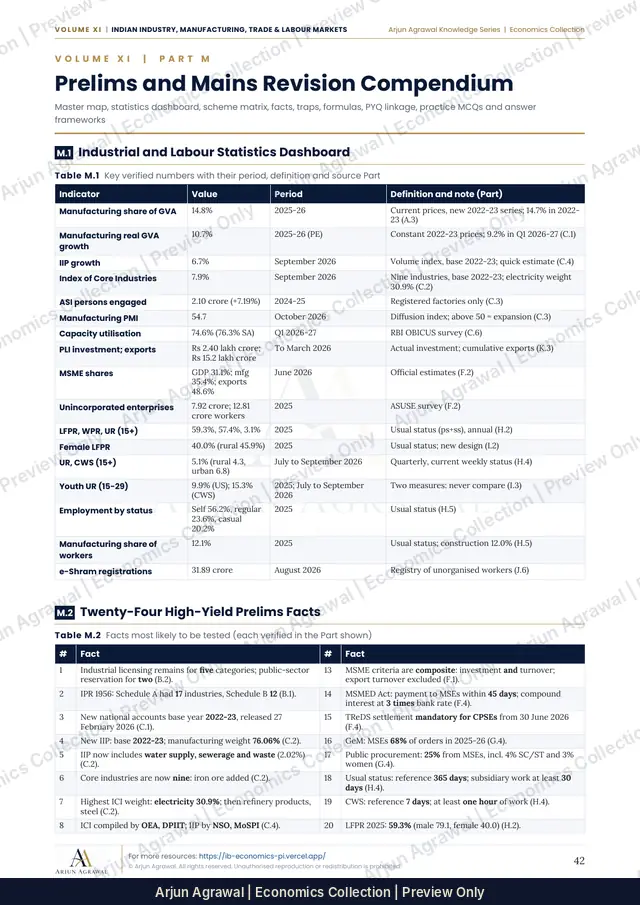 VOLUME XI | INDIAN INDUSTRY, MANUFACTURING, TRADE & LABOUR MARKETS
Arjun Agrawal Knowledge Series | Economics Collection
VOLUME XI | PART M
Prelims and Mains Revision Compendium
Master map, statistics dashboard, scheme matrix, facts, traps, formulas, PYQ linkage, practice MCQs and answer
frameworks
M.1 Industrial and Labour Statistics Dashboard
Table M.1 Key verified numbers with their period, definition and source Part
Indicator Value Period Definition and note (Part)
Manufacturing share of GVA 14.8% 2025-26 Current prices, new 2022-23 series; 14.7% in 2022-
23 (A.3)
Manufacturing real GVA 10.7% 2025-26 (PE) Constant 2022-23 prices; 9.2% in Q1 2026-27 (C.1)
growth
IIP growth 6.7% September 2026 Volume index, base 2022-23; quick estimate (C.4)
Index of Core Industries 7.9% September 2026 Nine industries, base 2022-23; electricity weight
30.9% (C.2)
ASI persons engaged 2.10 crore (+7.19%) 2024-25 Registered factories only (C.3)
Manufacturing PMI 54.7 October 2026 Diffusion index; above 50 = expansion (C.3)
Capacity utilisation 74.6% (76.3% SA) Q1 2026-27 RBI OBICUS survey (C.6)
PLI investment; exports Rs 2.40 lakh crore; To March 2026 Actual investment; cumulative exports (K.3)
Rs 15.2 lakh crore
MSME shares GDP 31.1%; mfg June 2026 Official estimates (F.2)
35.4%; exports
48.6%
Unincorporated enterprises 7.92 crore; 12.81 2025 ASUSE survey (F.2)
crore workers
LFPR, WPR, UR (15+) 59.3%, 57.4%, 3.1% 2025 Usual status (ps+ss), annual (H.2)
Female LFPR 40.0% (rural 45.9%) 2025 Usual status; new design (I.2)
UR, CWS (15+) 5.1% (rural 4.3, July to September 2026 Quarterly, current weekly status (H.4)
urban 6.8)
Youth UR (15-29) 9.9% (US); 15.3% 2025; July to September Two measures; never compare (I.3)
(CWS) 2026
Employment by status Self 56.2%, regular 2025 Usual status (H.5)
23.6%, casual
20.2%
Manufacturing share of 12.1% 2025 Usual status; construction 12.0% (H.5)
workers
e-Shram registrations 31.89 crore August 2026 Registry of unorganised workers (J.6)
M.2 Twenty-Four High-Yield Prelims Facts
Table M.2 Facts most likely to be tested (each verified in the Part shown)
# Fact # Fact
1 Industrial licensing remains for five categories; public-sector
reservation for two (B.2).
13 MSME criteria are composite: investment and turnover;
export turnover excluded (F.1).
2 IPR 1956: Schedule A had 17 industries, Schedule B 12 (B.1).
14 MSMED Act: payment to MSEs within 45 days; compound
interest at 3 times bank rate (F.4).
3 New national accounts base year 2022-23, released 27
February 2026 (C.1).
15 TReDS settlement mandatory for CPSEs from 30 June 2026
(F.4).
4 New IIP: base 2022-23; manufacturing weight 76.06% (C.2).
16 GeM: MSEs 68% of orders in 2025-26 (G.4).
5 IIP now includes water supply, sewerage and waste (2.02%)
(C.2).
17 Public procurement: 25% from MSEs, incl. 4% SC/ST and 3%
women (G.4).
6 Core industries are now nine: iron ore added (C.2).
18 Usual status: reference 365 days; subsidiary work at least 30
days (H.4).
7 Highest ICI weight: electricity 30.9%; then refinery products,
steel (C.2).
19 CWS: reference 7 days; at least one hour of work (H.4).
8 ICI compiled by OEA, DPIIT; IIP by NSO, MoSPI (C.4).
20 LFPR 2025: 59.3% (male 79.1, female 40.0) (H.2).
ARJUN AGRAWAL
For more resources: https://ib-economics-pi.vercel.app/
© Arjun Agrawal. All rights reserved. Unauthorised reproduction or redistribution is prohibited.
42
Arjun Agrawal | Economics Collection | Preview Only